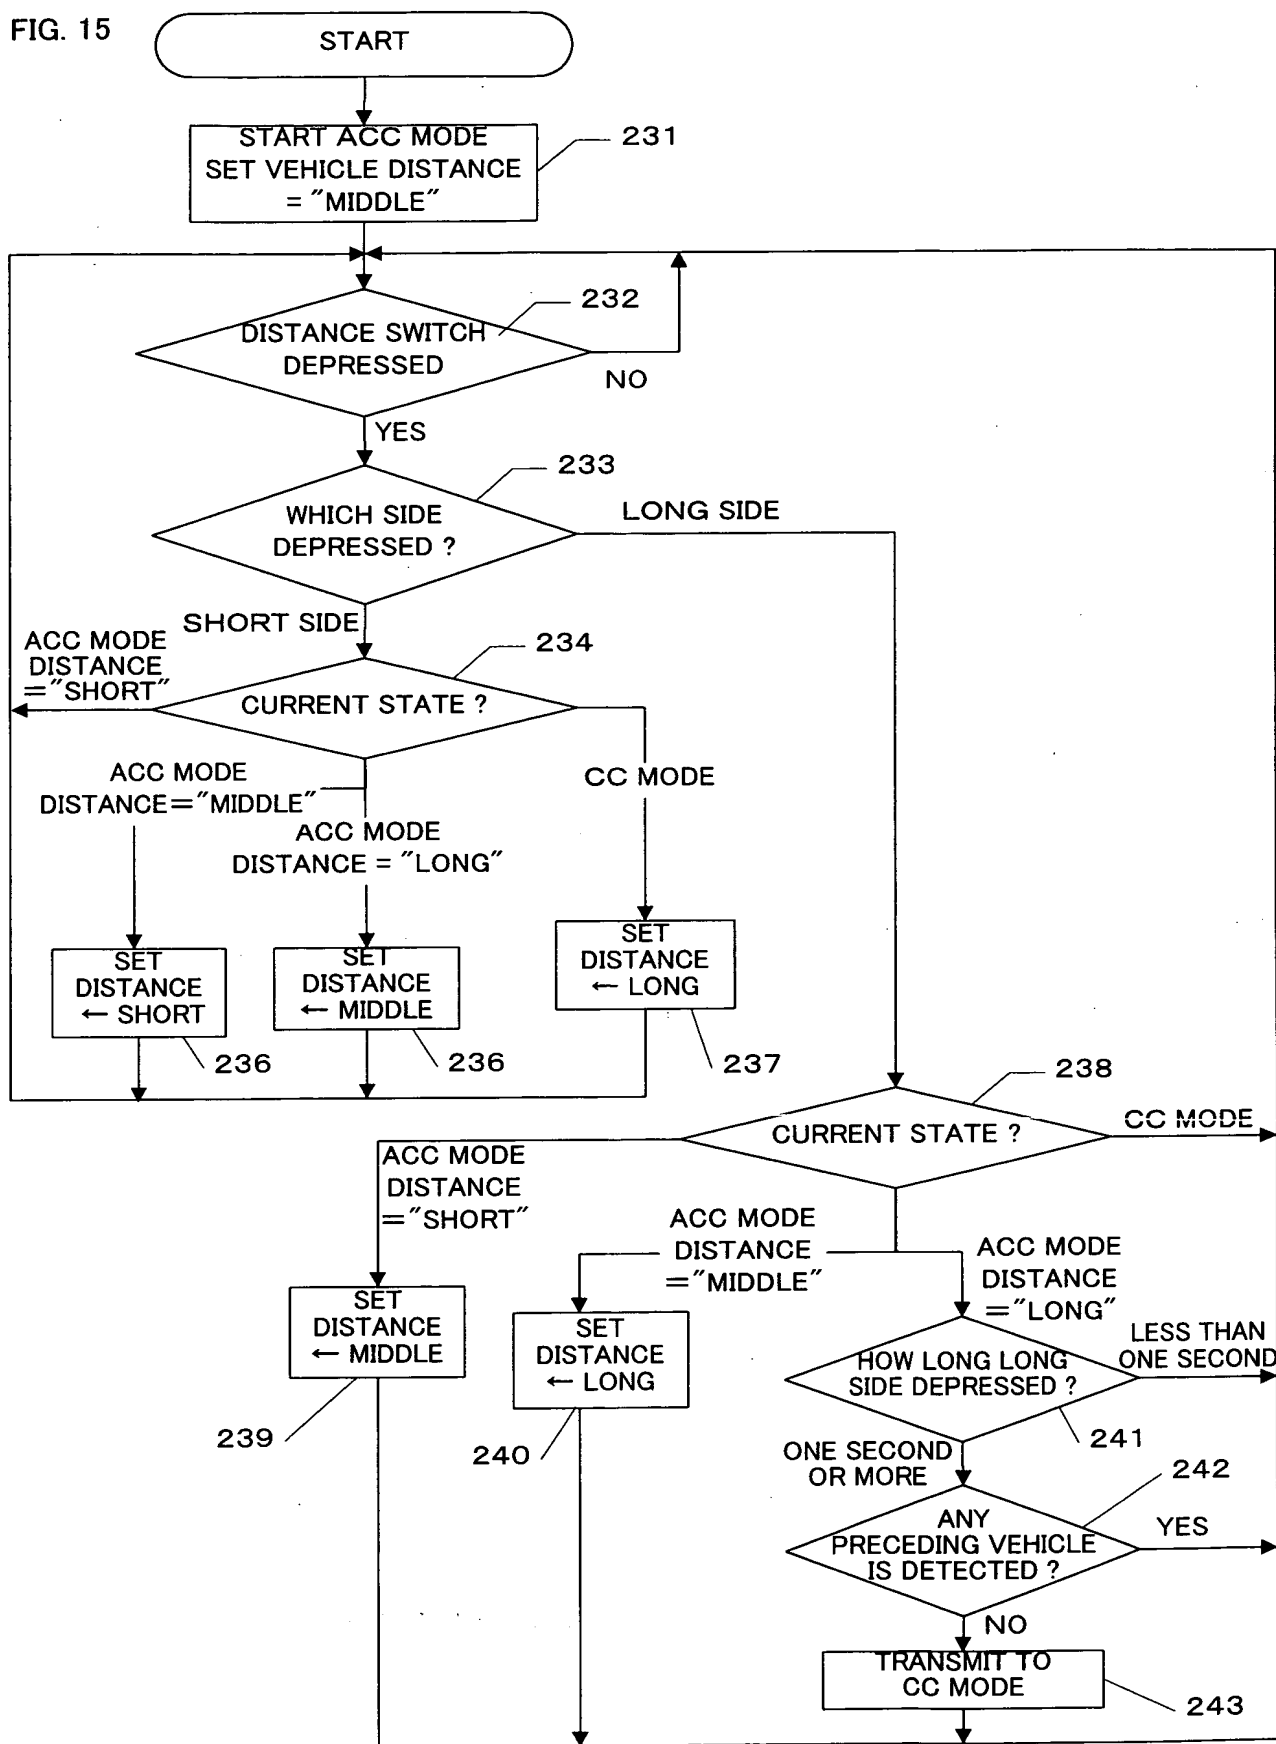 FIG. 15
START
START ACC MODE
SET VEHICLE DISTANCE
= "MIDDLE"
231
DISTANCE SWITCH
DEPRESSED
232
NO
YES
WHICH SIDE
DEPRESSED ?
233
LONG SIDE
SHORT SIDE
ACC MODE
DISTANCE
="SHORT"
CURRENT STATE ?
234
ACC MODE
DISTANCE="MIDDLE"
ACC MODE
DISTANCE = "LONG"
CC MODE
SET
DISTANCE
← SHORT
236
SET
DISTANCE
← MIDDLE
236
SET
DISTANCE
← LONG
237
CURRENT STATE ?
238
CC MODE
ACC MODE
DISTANCE
="SHORT"
ACC MODE
DISTANCE
="MIDDLE"
ACC MODE
DISTANCE
="LONG"
SET
DISTANCE
← MIDDLE
239
SET
DISTANCE
← LONG
240
HOW LONG LONG
SIDE DEPRESSED ?
241
LESS THAN
ONE SECOND
ONE SECOND
OR MORE
ANY
PRECEDING VEHICLE
IS DETECTED ?
242
YES
NO
TRANSMIT TO
CC MODE
243